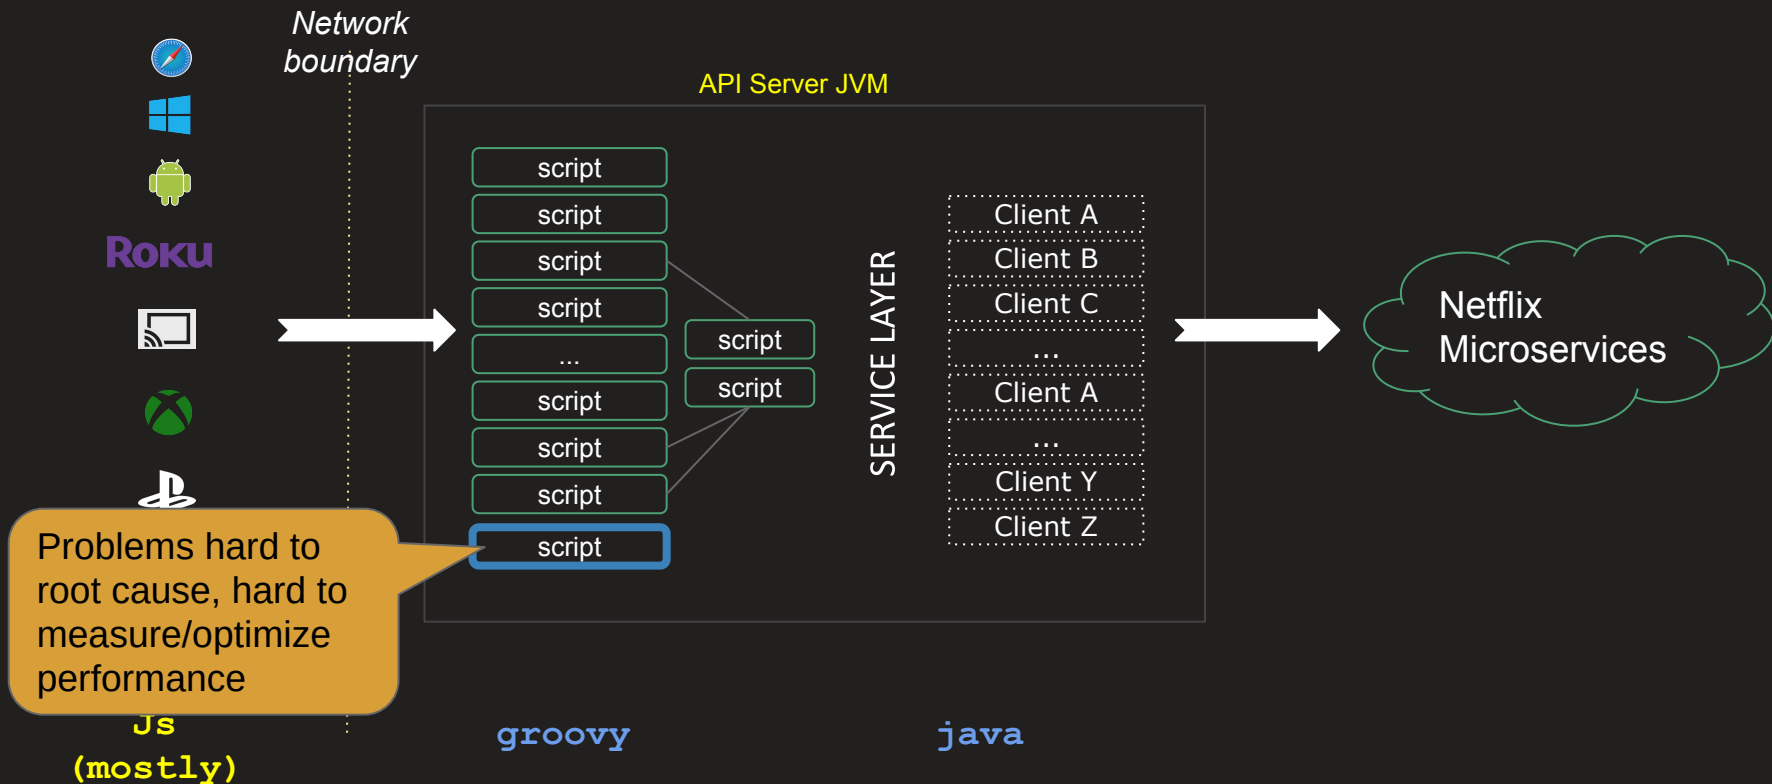 Network
boundary
API Server JVM
ROKU
script
script
script
script
...
script
script
script
script
script
script
SERVICE LAYER
Client A
Client B
Client C
...
Client A
...
Client Y
Client Z
Netflix
Microservices
Problems hard to
root cause, hard to
measure/optimize
performance
Js
(mostly)
groovy
java